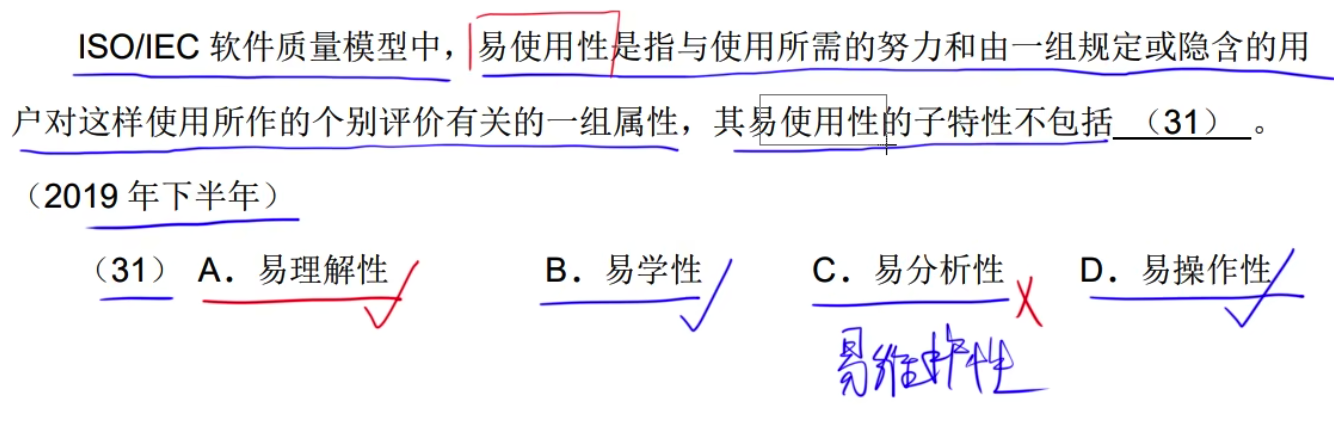 ISO/IEC 软件质量模型中，易使用性是指与使用所需的努力和由一组规定或隐含的用
户对这样使用所作的个别评价有关的一组属性，其易使用性的子特性不包括（31）。
（2019 年下半年）
（31） A．易理解性 B．易学性 C．易分析性 D．易操作性
易维护性